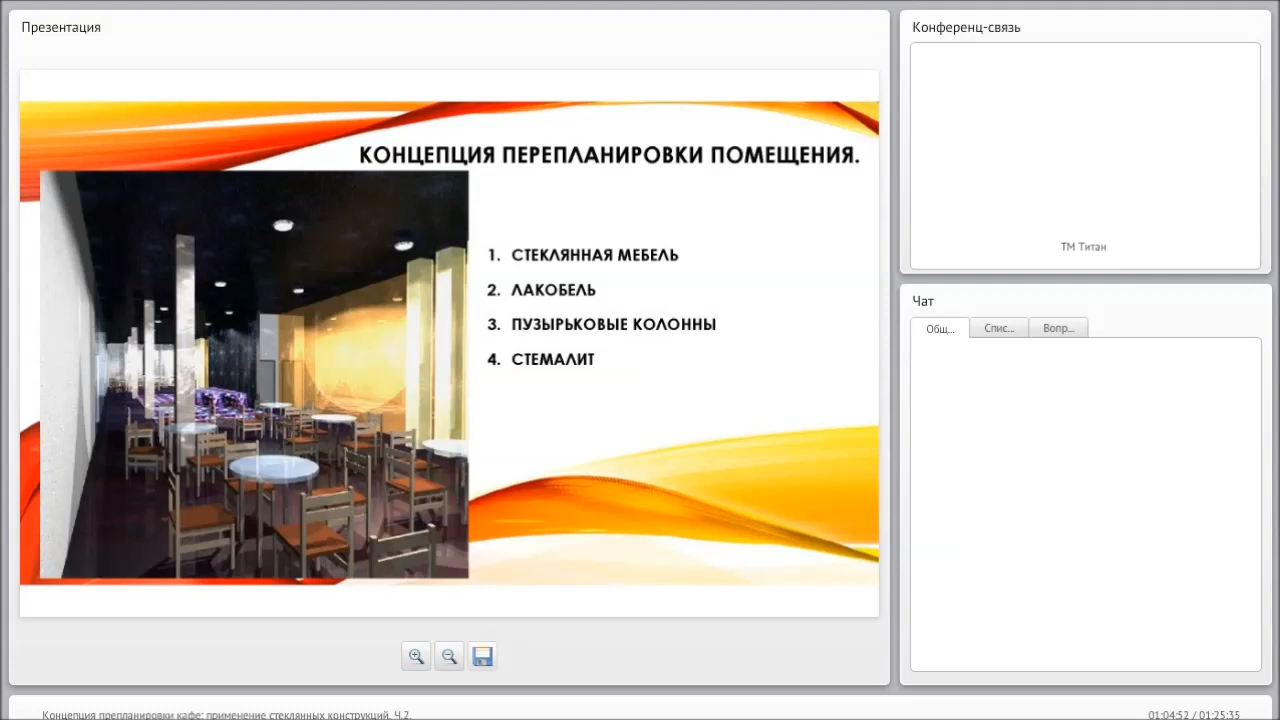 Презентация
КОНЦЕПЦИЯ ПЕРЕПЛАНИРОВКИ ПОМЕЩЕНИЯ.
1. СТЕКЛЯННАЯ МЕБЕЛЬ
2. ЛАКОБЕЛЬ
3. ПУЗЫРЬКОВЫЕ КОЛОННЫ
4. СТЕМАЛИТ
Конференц-связь
ТМ Титан
Чат
Общ... Спис... Вопр...
Концепция препланировки кафе: применение стеклянных конструкций. Ч.2.
01:04:52 / 01:25:35